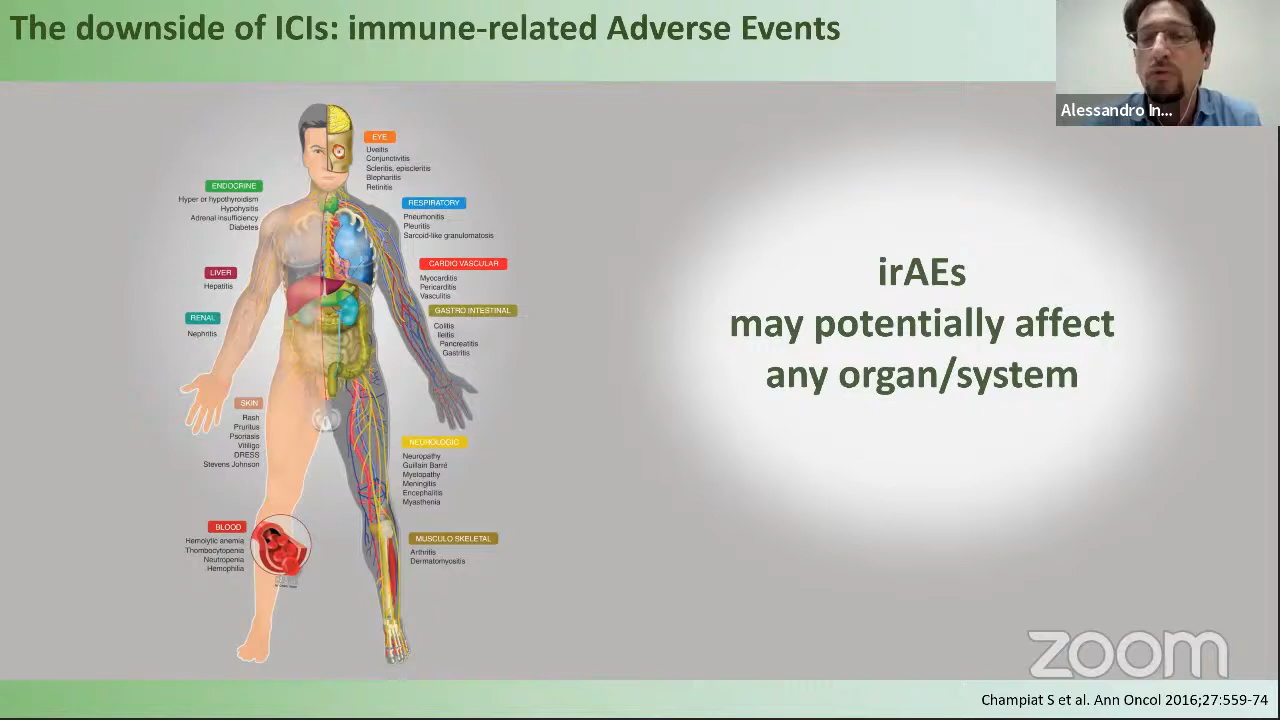 The downside of ICIs: immune-related Adverse Events
Alessandro In...
EYE
Uveitis
Conjunctivitis
Scleritis, episcleritis
Blepharitis
Retinitis
ENDOCRINE
Hyper or hypothyroidism
Hypophysitis
Adrenal insufficiency
Diabetes
RESPIRATORY
Pneumonitis
Pleuritis
Sarcoid-like granulomatosis
LIVER
Hepatitis
CARDIO VASCULAR
Myocarditis
Pericarditis
Vasculitis
RENAL
Nephritis
GASTRO INTESTINAL
Colitis
Ileitis
Pancreatitis
Gastritis
SKIN
Rash
Pruritus
Psoriasis
Vitiligo
DRESS
Stevens Johnson
NEUROLOGIC
Neuropathy
Guillain Barré
Myelopathy
Meningitis
Encephalitis
Myasthenia
BLOOD
Hemolytic anemia
Thrombocytopenia
Neutropenia
Hemophilia
MUSCULO SKELETAL
Arthritis
Dermatomyositis
irAEs
may potentially affect
any organ/system
zoom
Champiat S et al. Ann Oncol 2016;27:559-74